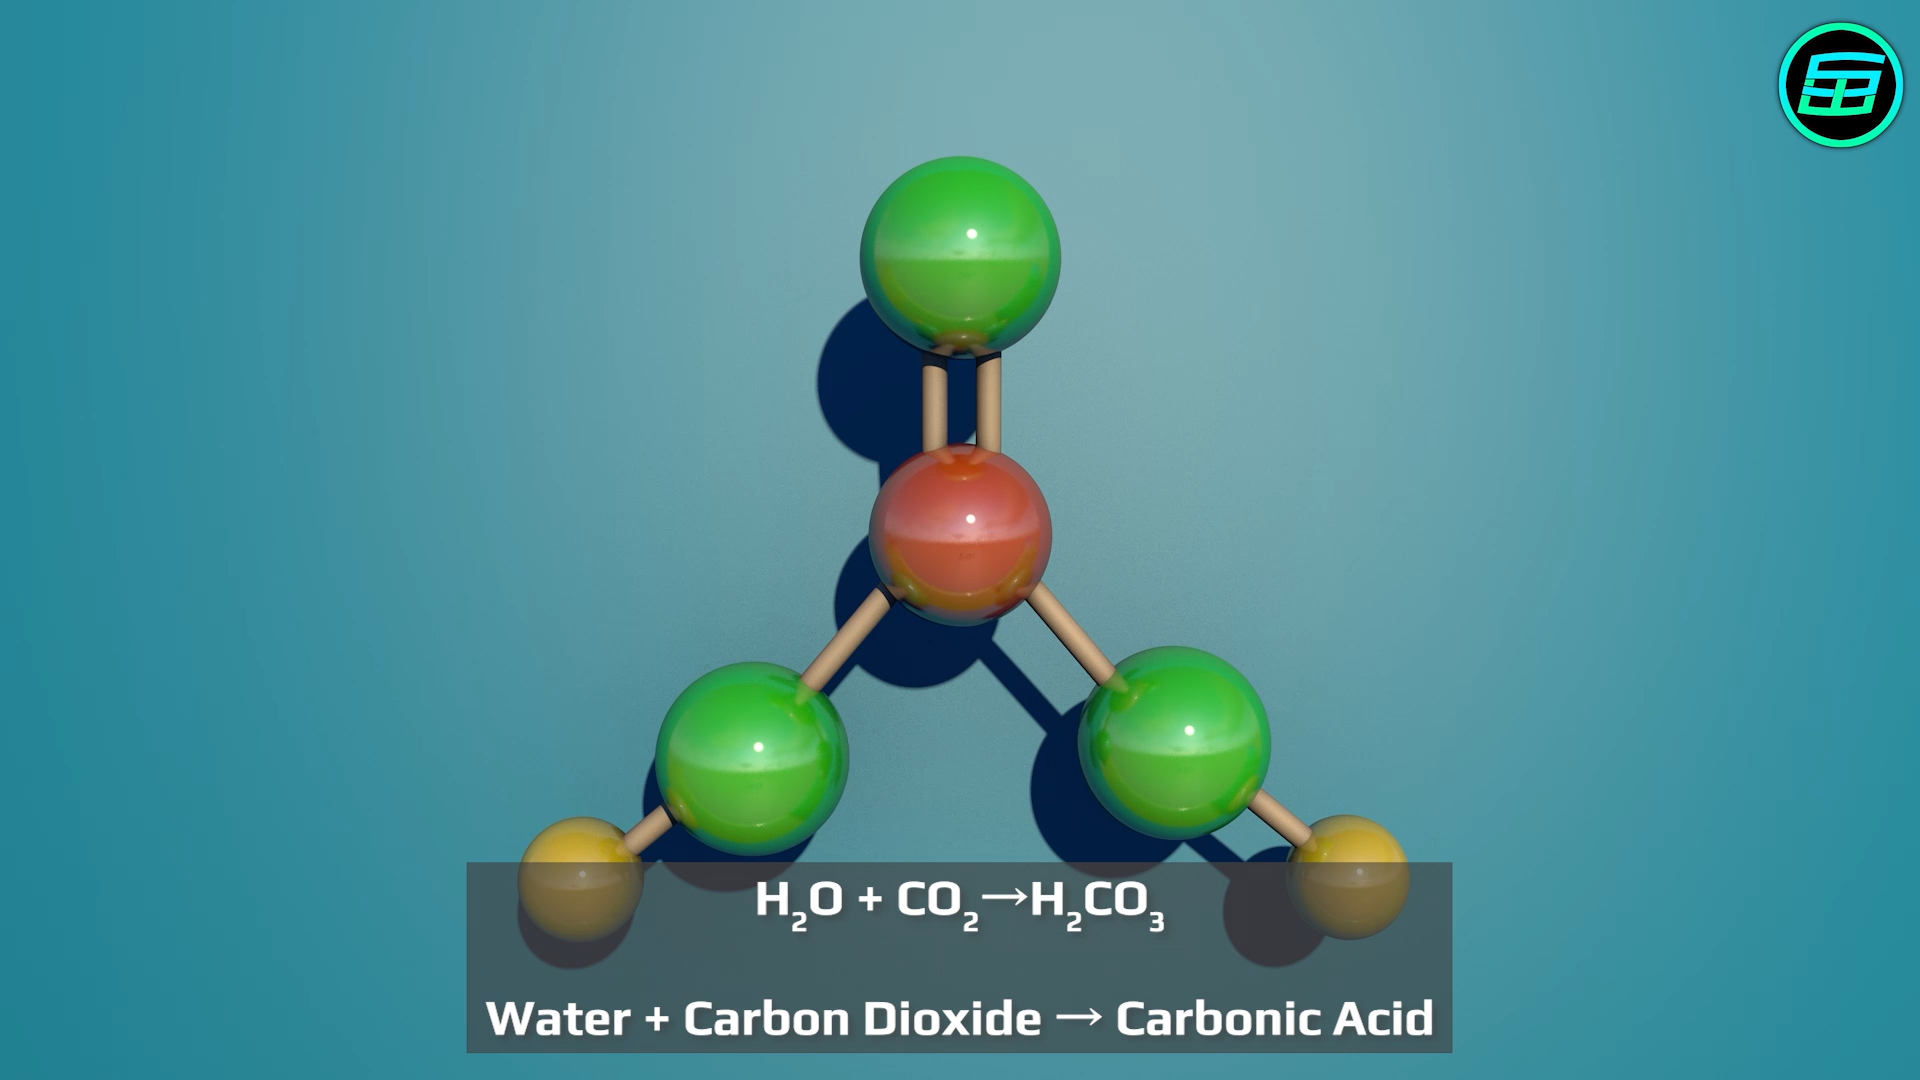 H₂O + CO₂→H₂CO₃
Water + Carbon Dioxide → Carbonic Acid